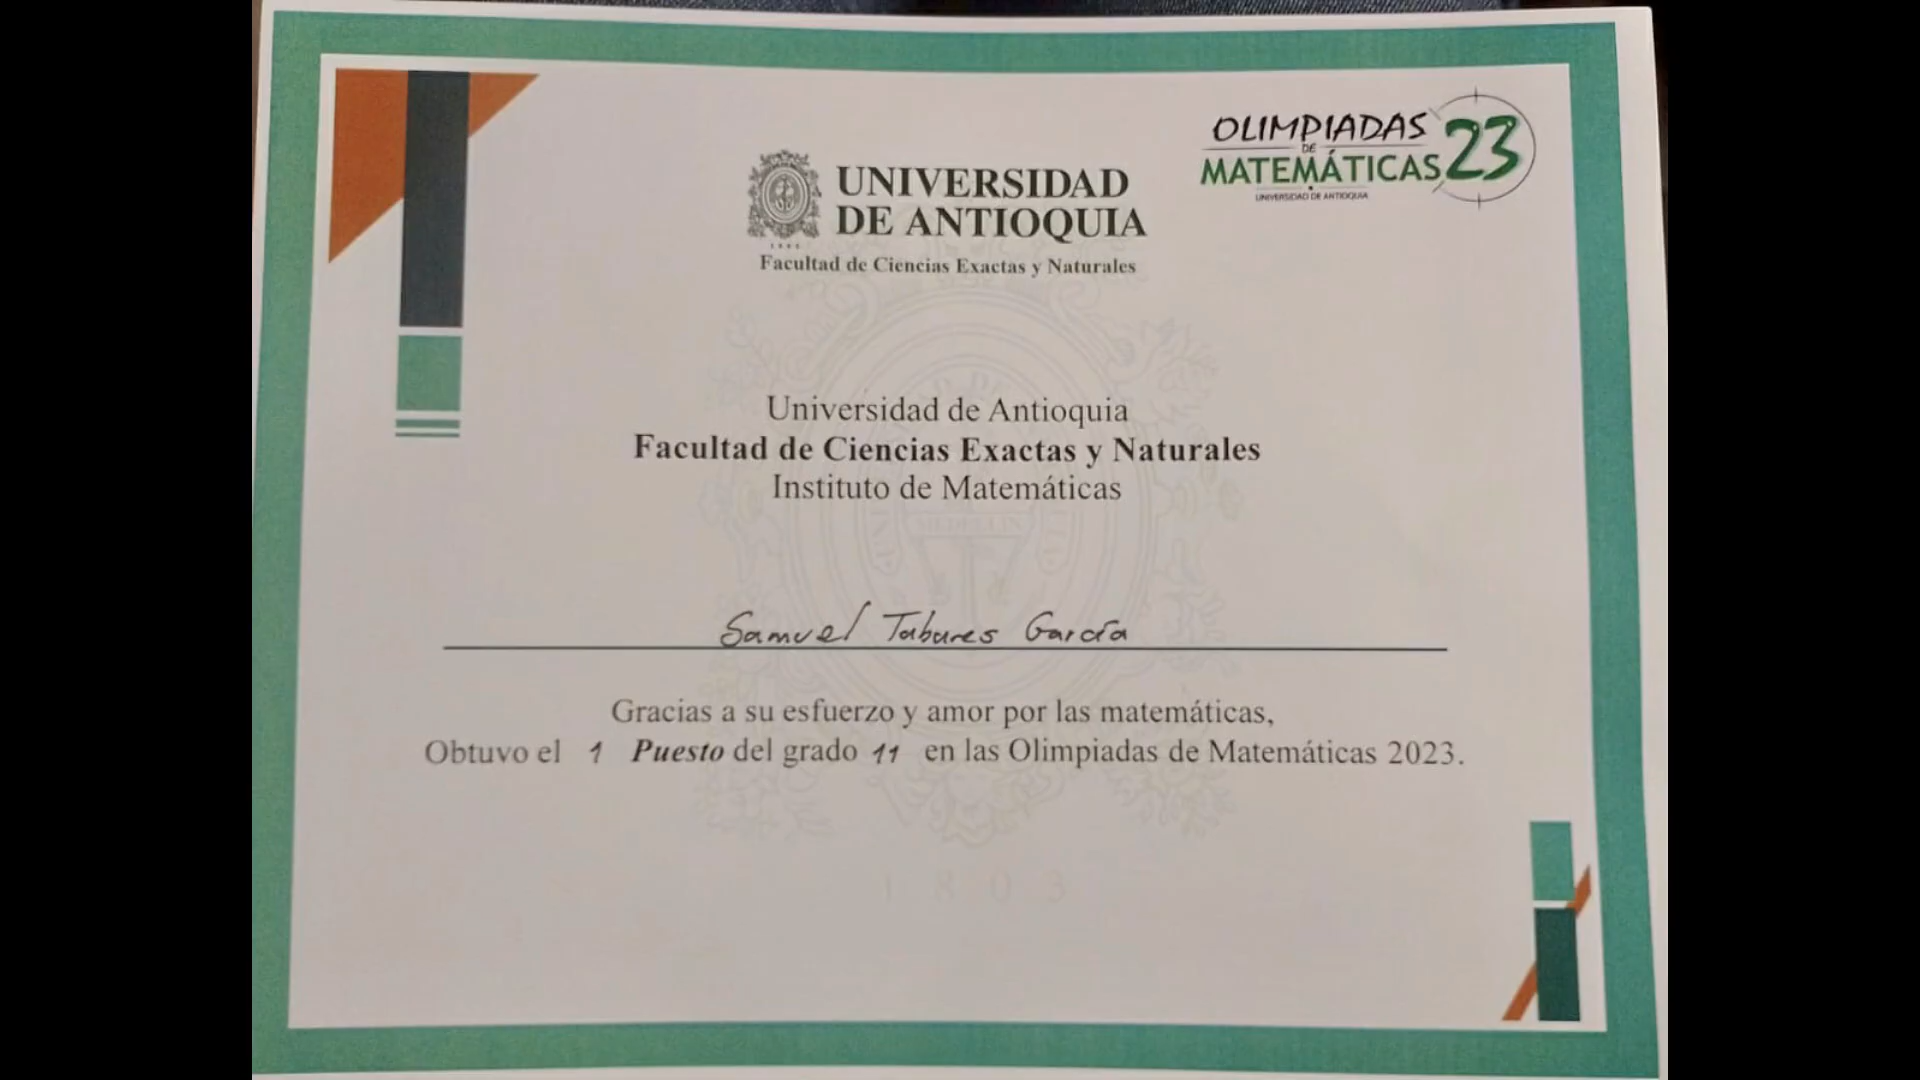 OLIMPIADAS
DE
MATEMÁTICAS 23
UNIVERSIDAD DE ANTIOQUIA
UNIVERSIDAD
DE ANTIOQUIA
1803
Facultad de Ciencias Exactas y Naturales
Universidad de Antioquia
Facultad de Ciencias Exactas y Naturales
Instituto de Matemáticas
MEDELLIN
Samuel Tabares García
Gracias a su esfuerzo y amor por las matemáticas,
Obtuvo el 1 Puesto del grado 11 en las Olimpiadas de Matemáticas 2023.
1803